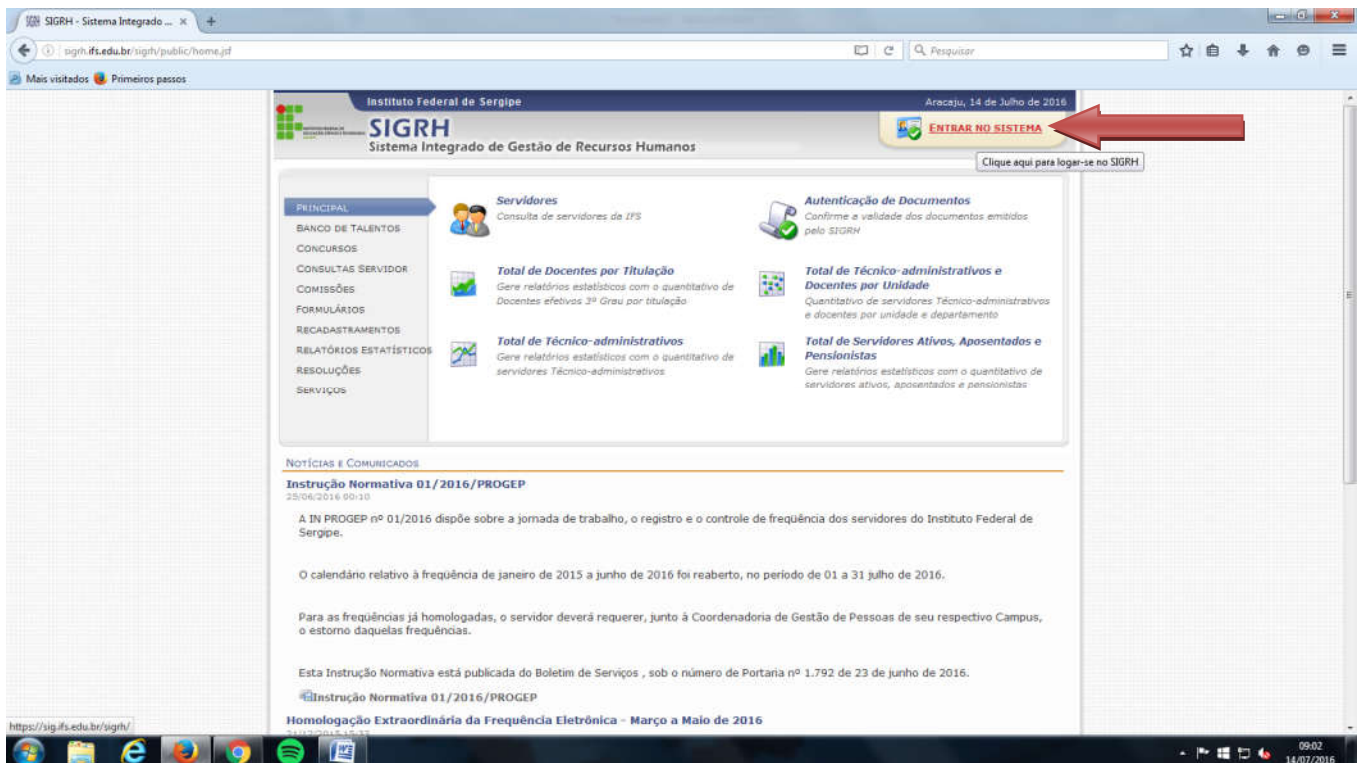 SIGRH - Sistema Integrado ...
sigrh.ifs.edu.br/sigrh/public/home.jsf
Pesquisar
Mais visitados
Primeiros passos
Instituto Federal de Sergipe
Aracaju, 14 de Julho de 2016
SIGRH
Sistema Integrado de Gestão de Recursos Humanos
ENTRAR NO SISTEMA
Clique aqui para logar-se no SIGRH
PRINCIPAL
BANCO DE TALENTOS
CONCURSOS
CONSULTAS SERVIDOR
COMISSÕES
FORMULÁRIOS
RECADASTRAMENTOS
RELATÓRIOS ESTATÍSTICOS
RESOLUÇÕES
SERVIÇOS
Servidores
Consulta de servidores da IFS
Autenticação de Documentos
Confirme a validade dos documentos emitidos
pelo SIGRH
Total de Docentes por Titulação
Gere relatórios estatísticos com o quantitativo de
Docentes efetivos 3º Grau por titulação
Total de Técnico-administrativos e
Docentes por Unidade
Quantitativo de servidores Técnico-administrativos
e docentes por unidade e departamento
Total de Técnico-administrativos
Gere relatórios estatísticos com o quantitativo de
servidores Técnico-administrativos
Total de Servidores Ativos, Aposentados e
Pensionistas
Gere relatórios estatísticos com o quantitativo de
servidores ativos, aposentados e pensionistas
NOTÍCIAS E COMUNICADOS
Instrução Normativa 01/2016/PROGEP
25/06/2016 00:10
A IN PROGEP nº 01/2016 dispõe sobre a jornada de trabalho, o registro e o controle de freqüência dos servidores do Instituto Federal de
Sergipe.
O calendário relativo à freqüência de janeiro de 2015 a junho de 2016 foi reaberto, no período de 01 a 31 julho de 2016.
Para as freqüências já homologadas, o servidor deverá requerer, junto à Coordenadoria de Gestão de Pessoas de seu respectivo Campus,
o estorno daquelas frequências.
Esta Instrução Normativa está publicada do Boletim de Serviços , sob o número de Portaria nº 1.792 de 23 de junho de 2016.
Instrução Normativa 01/2016/PROGEP
Homologação Extraordinária da Frequência Eletrônica - Março a Maio de 2016
https://sig.ifs.edu.br/sigrh/
09:02
14/07/2016